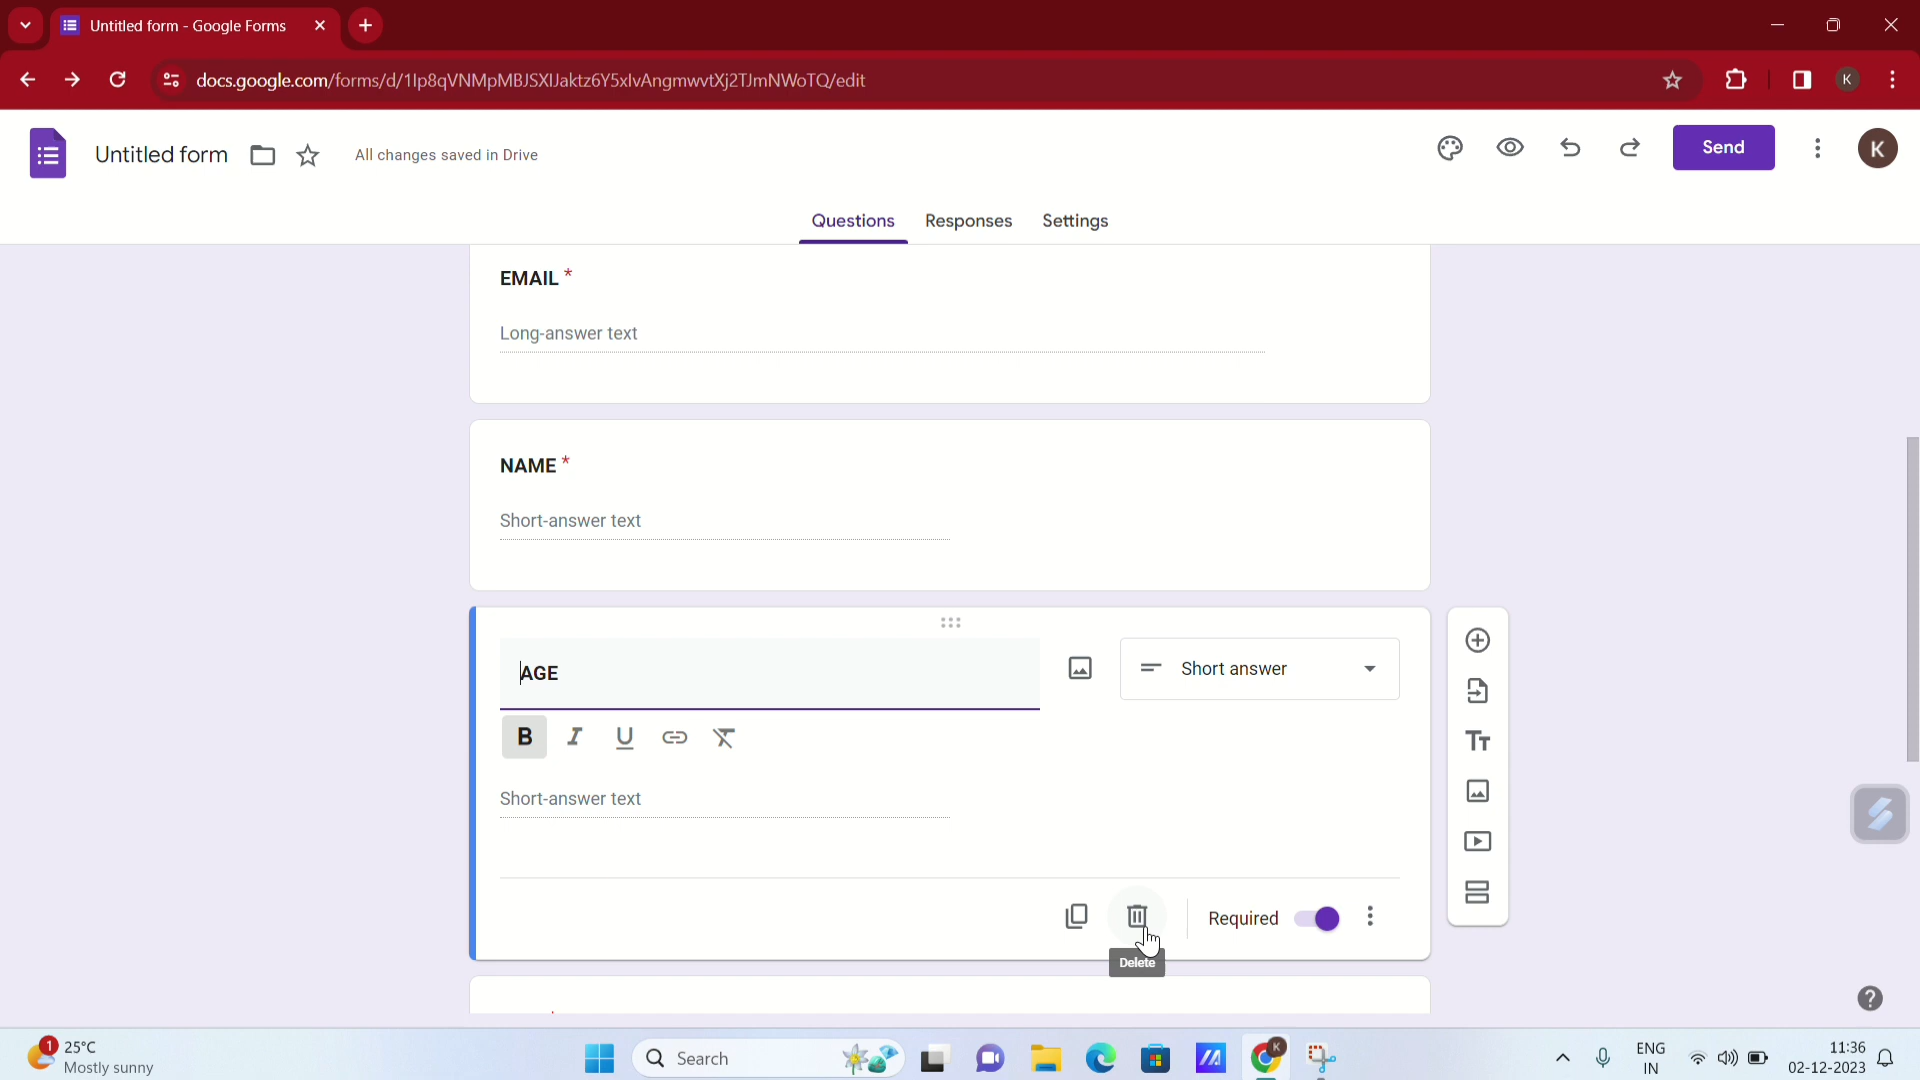 Untitled form - Google Forms
docs.google.com/forms/d/1Ip8qVNMpMBJSXIJaktz6Y5xlvAngmwvtXj2TJmNWoTQ/edit
K
Untitled form
All changes saved in Drive
Send
K
Questions Responses Settings
EMAIL *
Long-answer text
NAME *
Short-answer text
AGE
Short answer
B I U
Short-answer text
Required
Delete
1
25°C
Mostly sunny
Search
K
ENG
IN
11:36
02-12-2023